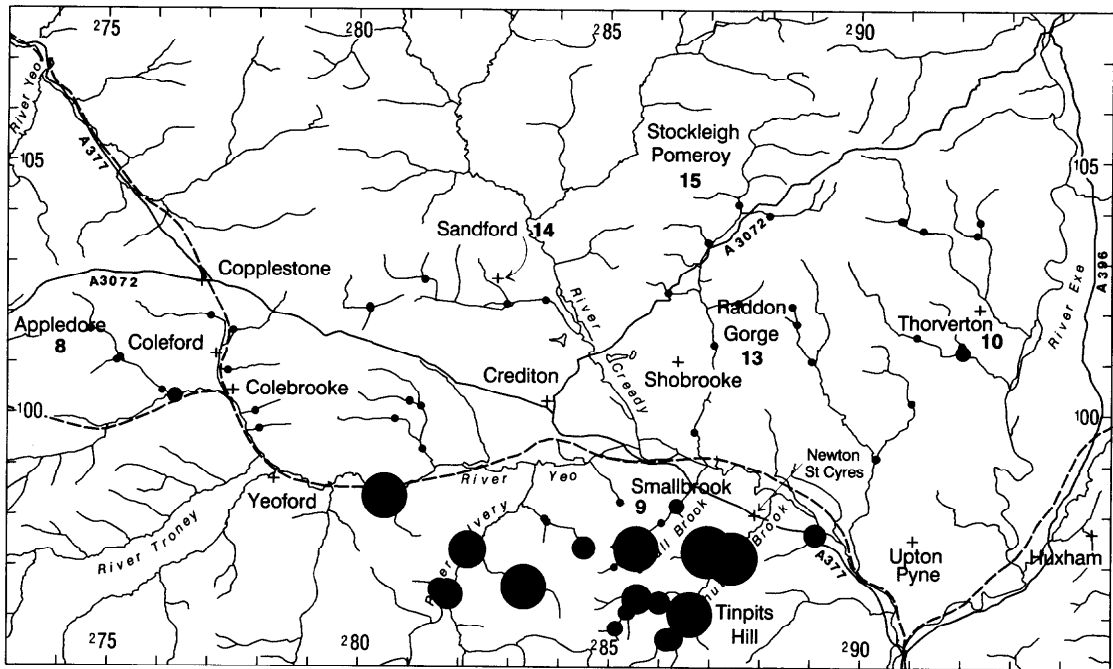 275
280
285
290
River Yeo
A377
105
Stockleigh
Pomeroy
15
105
Sandford 14
A3072
A396
Copplestone
A3072
River
Creedy
River Exe
Appledore
8
Coleford
Raddon
Gorge
13
Thorverton
10
Crediton
Shobrooke
Colebrooke
100
100
Newton
St Cyres
River Yeo
Yeoford
Smallbrook
9
Brook
Brook
River Troney
A377
Upton
Pyne
Huxham
Tinpits
Hill
275
280
285
290